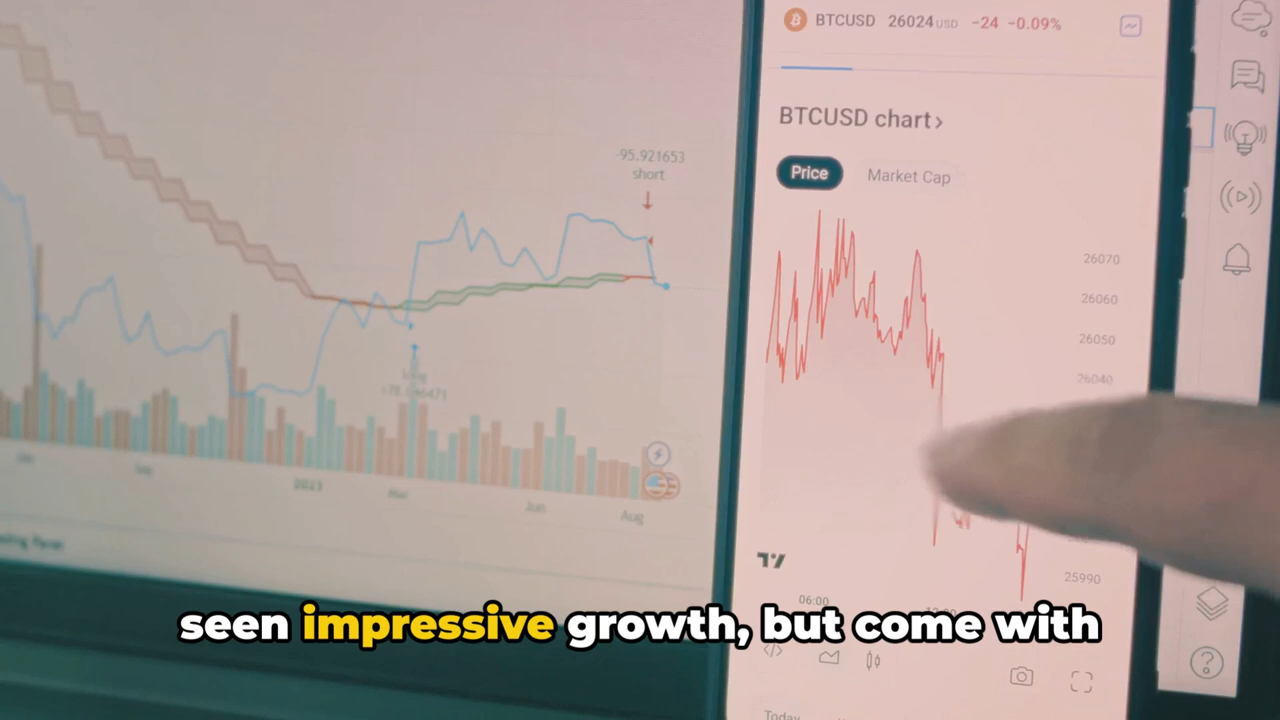 BTCUSD 26024 USD -24 -0.09%
BTCUSD chart ›
Price Market Cap
-95.921653
short
26070
26060
26050
26040
25990
2023
Jun
Aug
06:00
seen impressive growth, but come with
Today